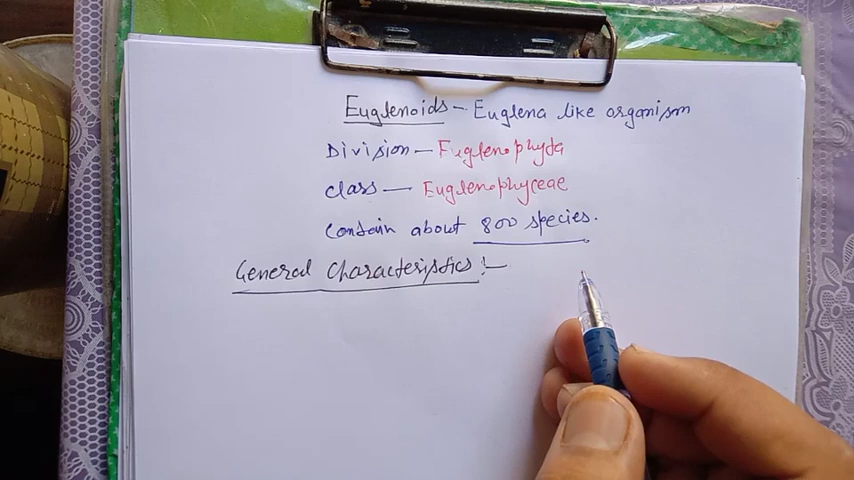 Euglenoids - Euglena like organism
Division - Euglenophyta
Class - Euglenophyceae
Contain about 800 species.
General Characteristics :-